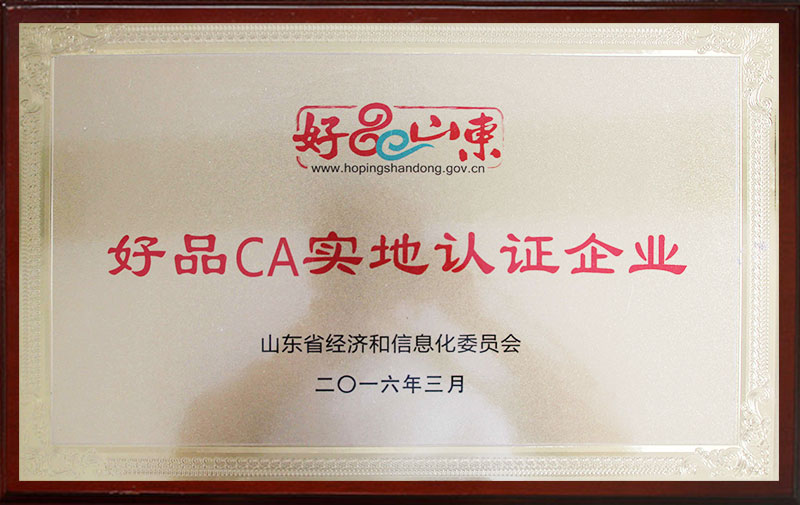 好品山东
www.hopingshandong.gov.cn
好品CA实地认证企业
山东省经济和信息化委员会
二〇一六年三月